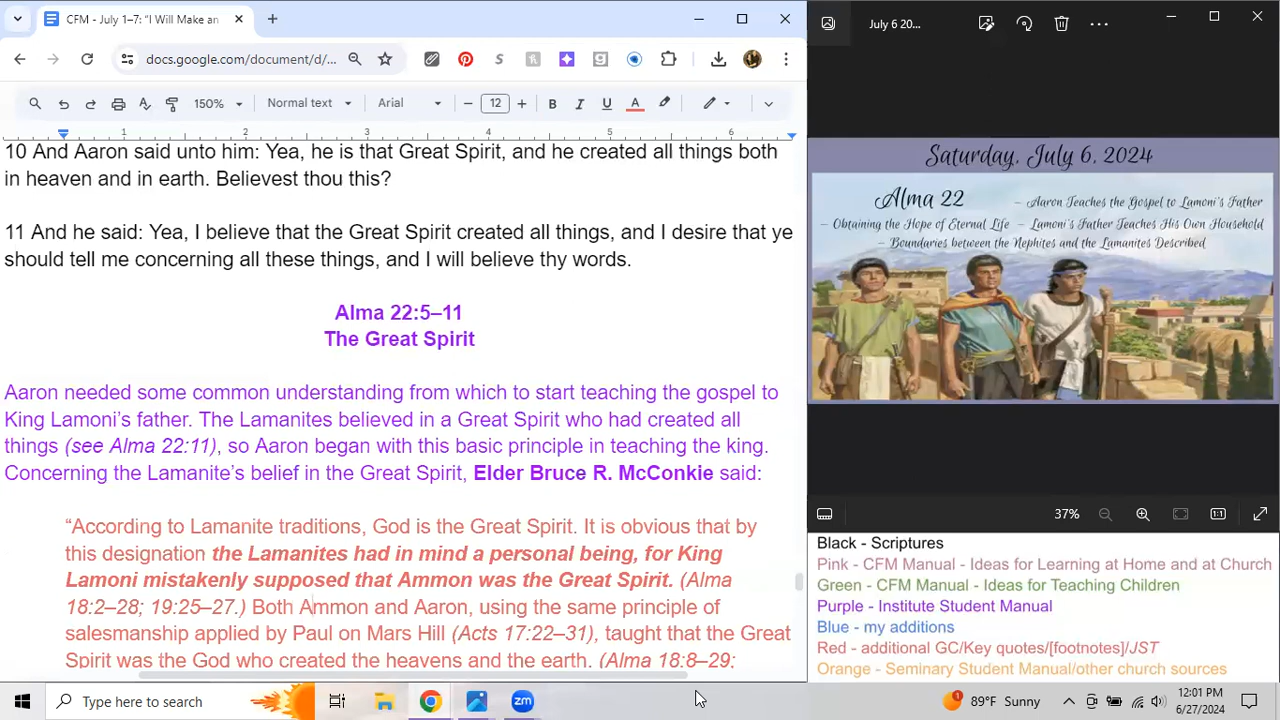 CFM - July 1–7: “I Will Make an
docs.google.com/document/d/...
150%
Normal text
Arial
12
B I U A
1 2 3 4 5 6
10 And Aaron said unto him: Yea, he is that Great Spirit, and he created all things both
in heaven and in earth. Believest thou this?
11 And he said: Yea, I believe that the Great Spirit created all things, and I desire that ye
should tell me concerning all these things, and I will believe thy words.
Alma 22:5–11
The Great Spirit
Aaron needed some common understanding from which to start teaching the gospel to
King Lamoni’s father. The Lamanites believed in a Great Spirit who had created all
things (see Alma 22:11), so Aaron began with this basic principle in teaching the king.
Concerning the Lamanite’s belief in the Great Spirit, Elder Bruce R. McConkie said:
“According to Lamanite traditions, God is the Great Spirit. It is obvious that by
this designation the Lamanites had in mind a personal being, for King
Lamoni mistakenly supposed that Ammon was the Great Spirit. (Alma
18:2–28; 19:25–27.) Both Ammon and Aaron, using the same principle of
salesmanship applied by Paul on Mars Hill (Acts 17:22–31), taught that the Great
Spirit was the God who created the heavens and the earth. (Alma 18:8–29;
July 6 20...
Saturday, July 6, 2024
Alma 22
– Aaron Teaches the Gospel to Lamoni's Father
– Obtaining the Hope of Eternal Life – Lamoni's Father Teaches His Own Household
– Boundaries between the Nephites and the Lamanites Described
37%
Black - Scriptures
Pink - CFM Manual - Ideas for Learning at Home and at Church
Green - CFM Manual - Ideas for Teaching Children
Purple - Institute Student Manual
Blue - my additions
Red - additional GC/Key quotes/[footnotes]/JST
Orange - Seminary Student Manual/other church sources
Type here to search
zm
1
89°F Sunny
12:01 PM
6/27/2024